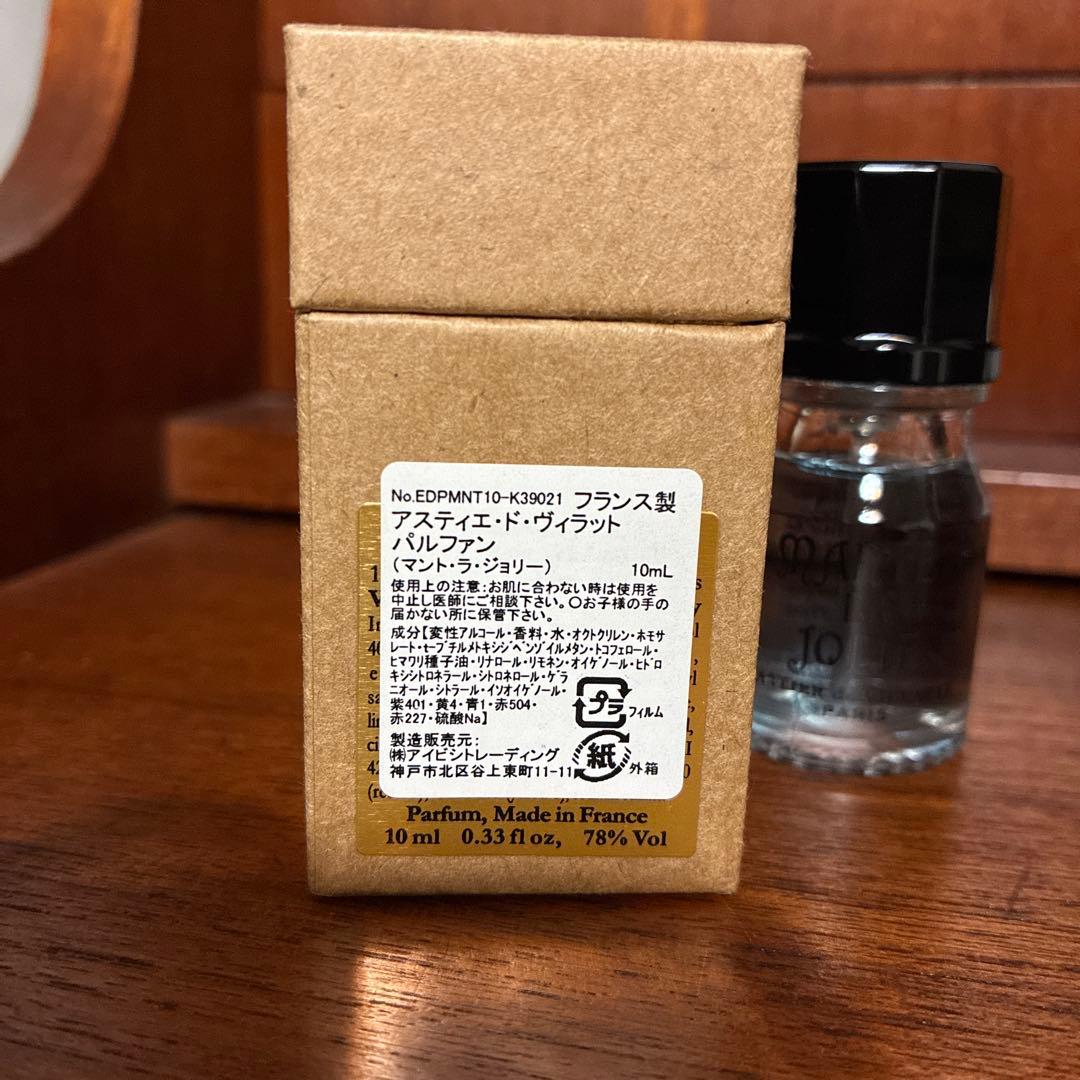 No.EDPMNT10-K39021 フランス製
アスティエ・ド・ヴィラット
パルファン
(マント・ラ・ジョリー) 10mL
使用上の注意:お肌に合わない時は使用を
中止し医師にご相談下さい。〇お子様の手の
届かない所に保管下さい。
成分【変性アルコール・香料・水・オクトクリレン・ホモサ
レート・t-ブチルメトキシジベンゾイルメタン・トコフェロール・
ヒマワリ種子油・リナロール・リモネン・オイゲノール・ヒドロ
キシシトロネラール・シトロネロール・ゲラ
ニオール・シトラール・イソオイゲノール・
紫401・黄4・青1・赤504・
赤227・硫酸Na】
プラ フィルム
製造販売元:
㈱アイビシトレーディング
神戸市北区谷上東町11-11
紙 外箱
Parfum, Made in France
10 ml 0.33 fl oz, 78% Vol
MA
JO
PARIS